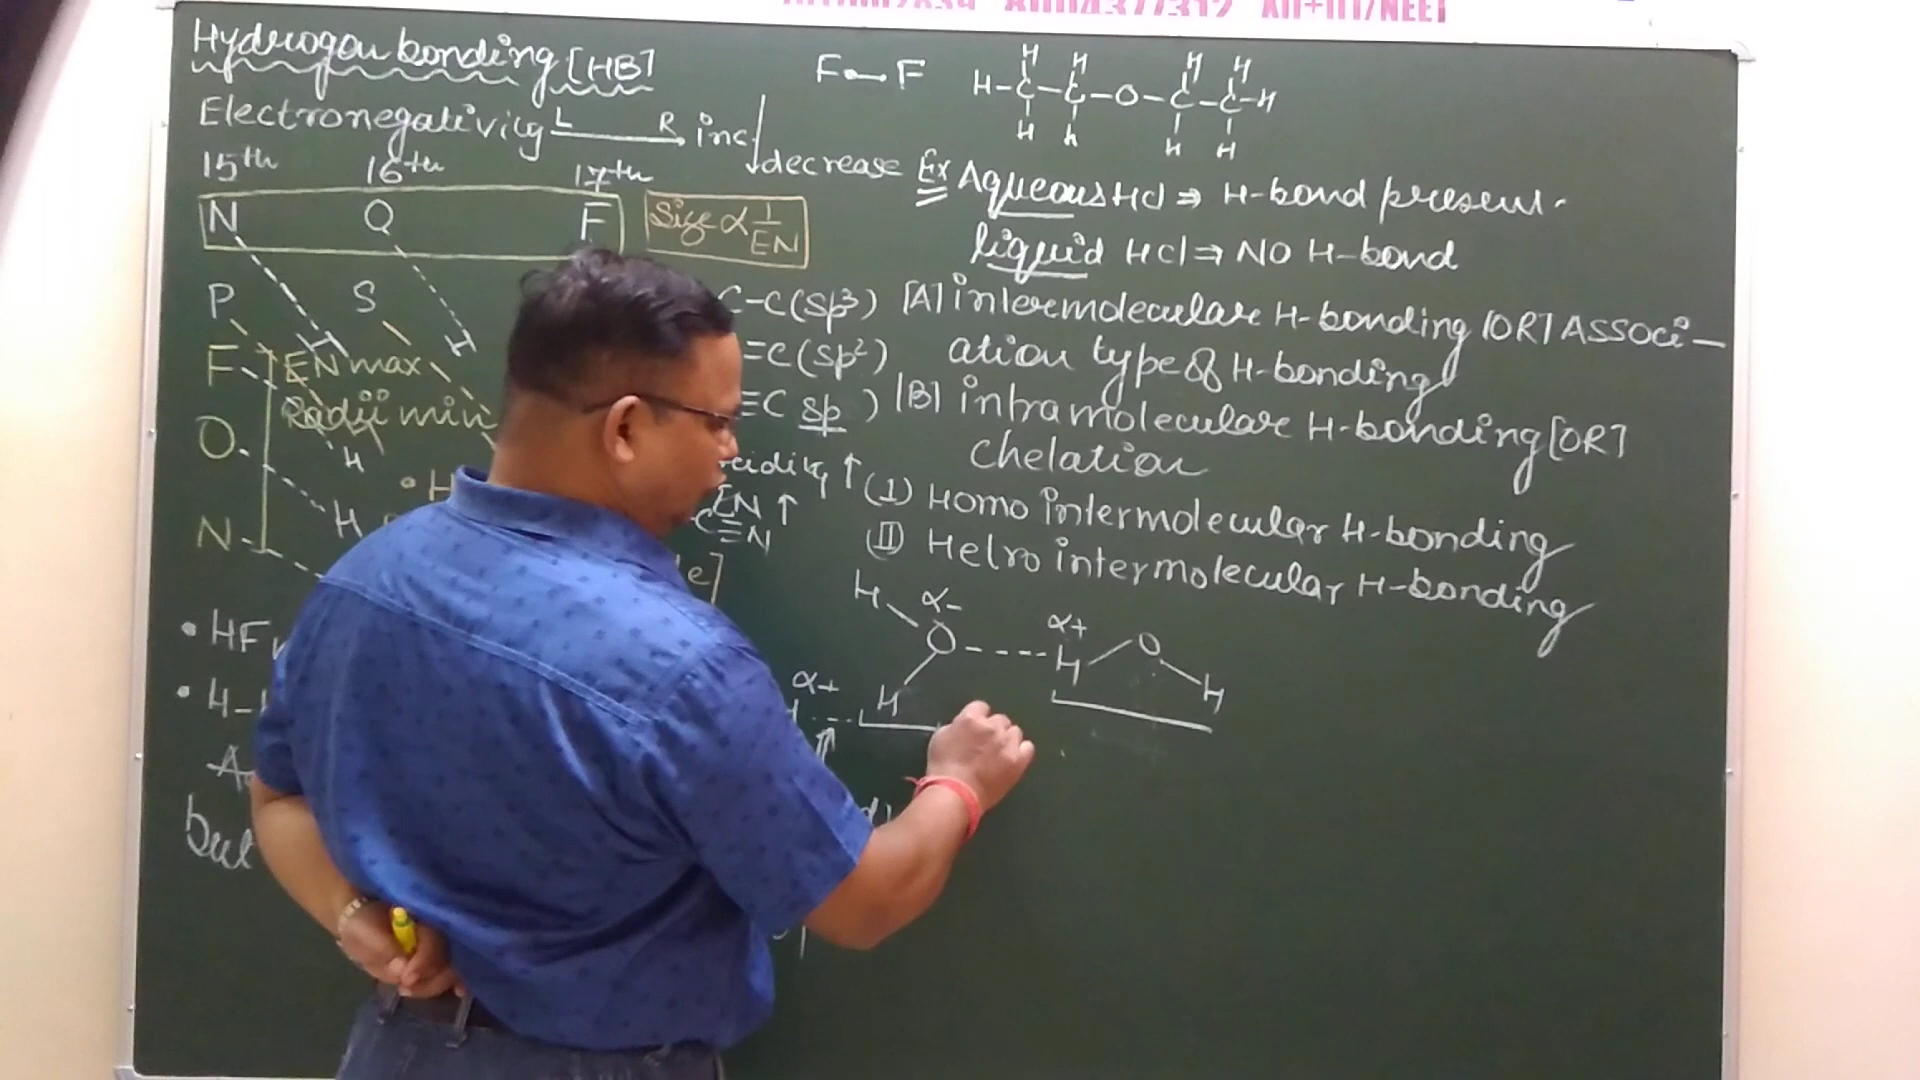 Hydrogen bonding [HB]
Electronegativity L R inc decrease
15th 16th 17th
N O F
Size α 1/EN
P S
H H
F EN max
Radii min
O H
H
N
• H
• HF
• H-
but
F—F
H H H H
H-C-C-O-C-C-H
H H H H
Ex Aqueous HCl ⇒ H-bond present.
liquid HCl ⇒ NO H-bond
C-C (sp³)
=C (sp²)
≡C sp )
EN ↑
C≡N
[A] intermolecular H-bonding [OR] Associ-
ation type of H-bonding
[B] intramolecular H-bonding [OR]
Chelation
(I) Homo intermolecular H-bonding
(II) Hetro intermolecular H-bonding
H α- α+
O ---- H O
H H
α+